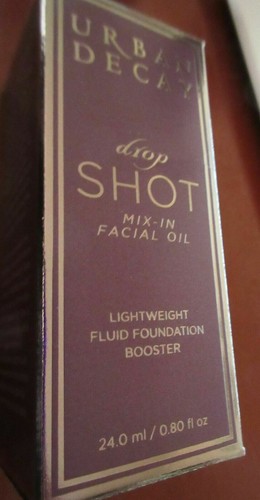 URBAN
DECAY
drop
SHOT
MIX-IN
FACIAL OIL
LIGHTWEIGHT
FLUID FOUNDATION
BOOSTER
24.0 ml / 0.80 fl oz